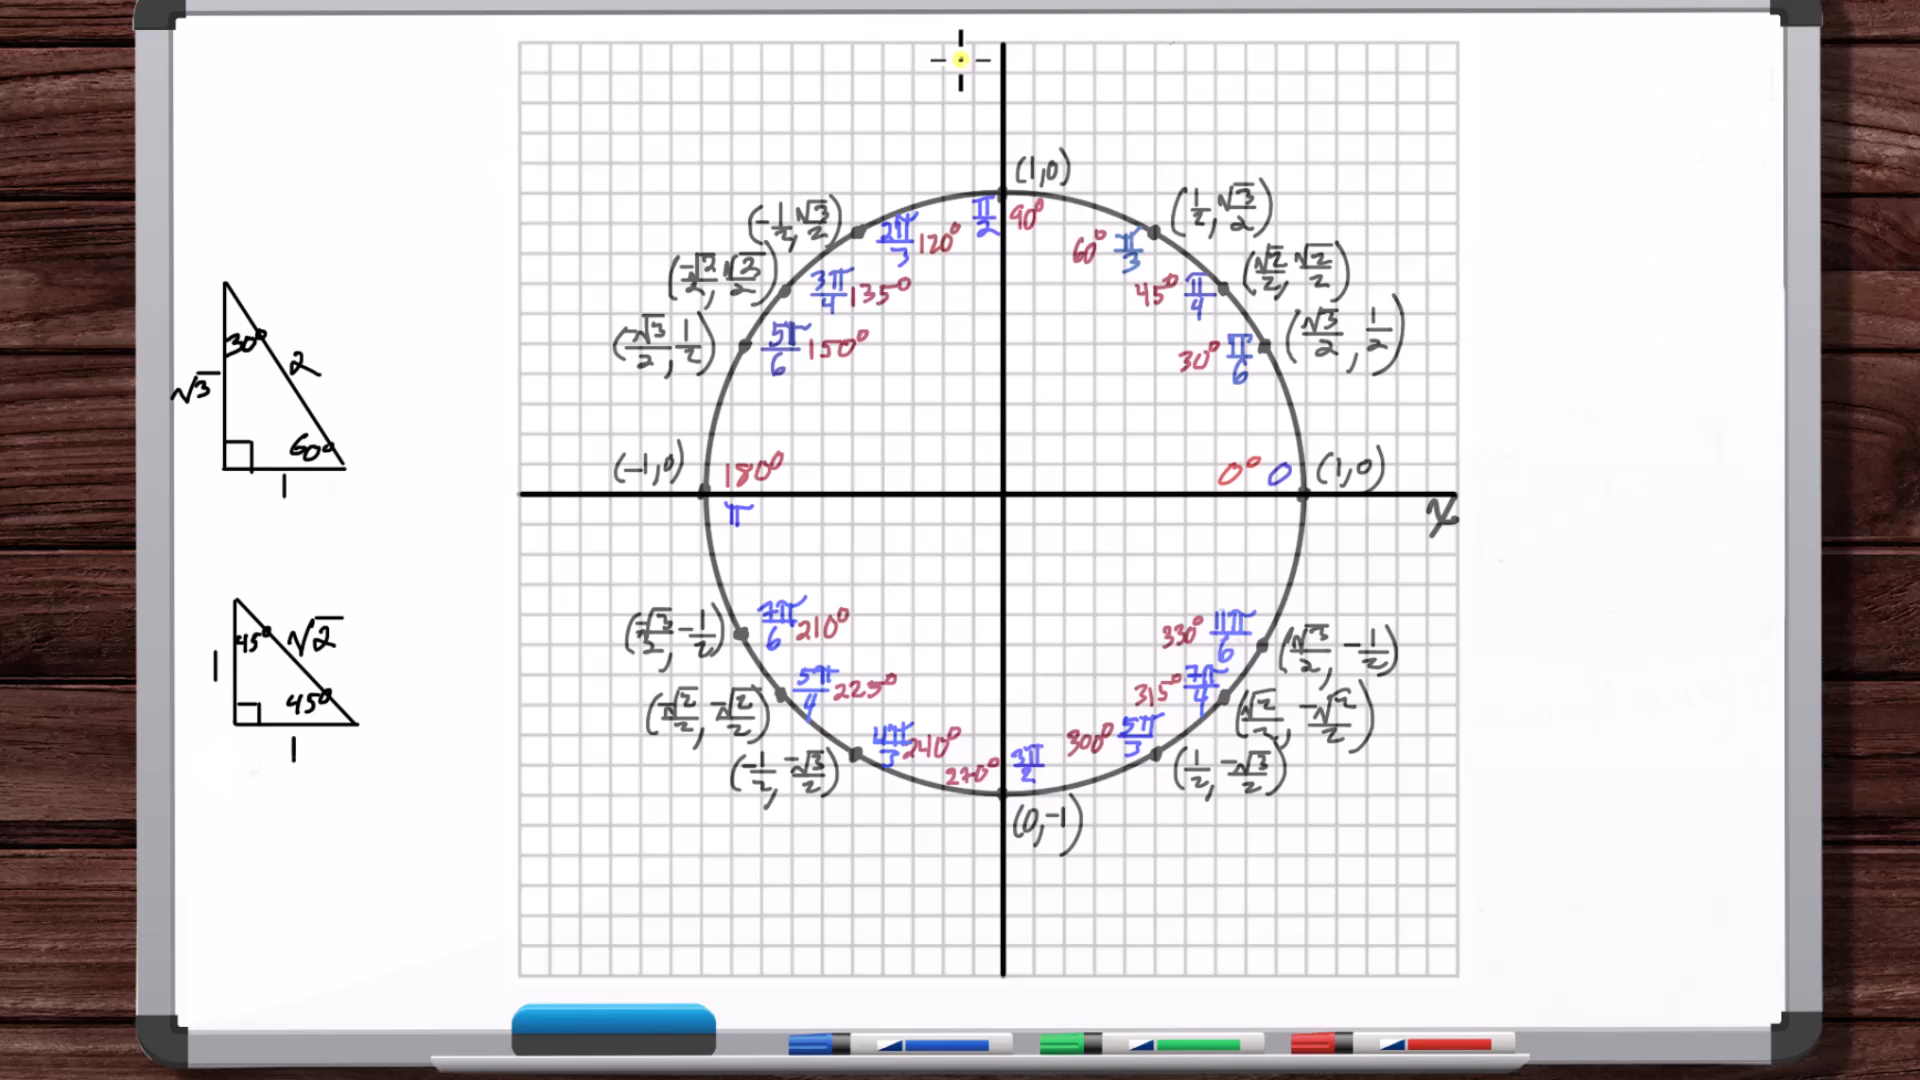 (1,0)
π/2 90°
(1/2, √3/2)
60° π/3
(√2/2, √2/2)
45° π/4
(√3/2, 1/2)
30° π/6
0° 0 (1,0)
x
(-1/2, √3/2)
2π/3 120°
(-√2/2, √2/2)
3π/4 135°
(-√3/2, 1/2)
5π/6 150°
(-1,0) 180°
π
7π/6 210°
(-√3/2, -1/2)
5π/4 225°
(-√2/2, -√2/2)
4π/3 240°
(-1/2, -√3/2)
270° 3π/2
(0,-1)
300° 5π/3
(1/2, -√3/2)
315° 7π/4
(√2/2, -√2/2)
330° 11π/6
(√3/2, -1/2)
30°
2
√3
60°
1
45° √2
1
45°
1